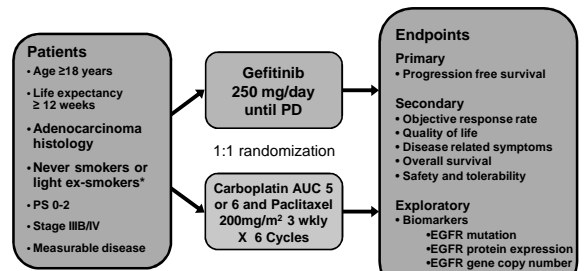 Patients
• Age ≥18 years
• Life expectancy
≥ 12 weeks
• Adenocarcinoma
histology
• Never smokers or
light ex-smokers*
• PS 0-2
• Stage IIIB/IV
• Measurable disease
Gefitinib
250 mg/day
until PD
1:1 randomization
Carboplatin AUC 5
or 6 and Paclitaxel
200mg/m² 3 wkly
X 6 Cycles
Endpoints
Primary
• Progression free survival
Secondary
• Objective response rate
• Quality of life
• Disease related symptoms
• Overall survival
• Safety and tolerability
Exploratory
• Biomarkers
•EGFR mutation
•EGFR protein expression
•EGFR gene copy number